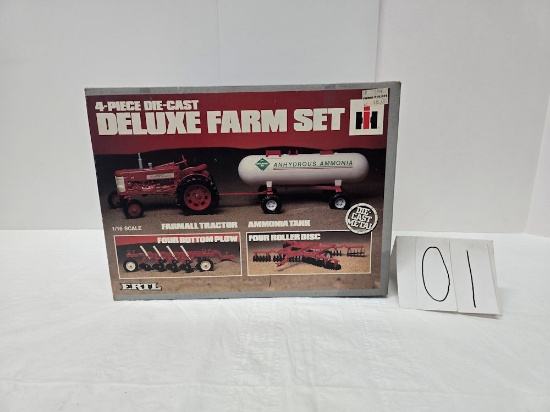 4-PIECE DIE-CAST
DELUXE FARM SET
IH
ANHYDROUS AMMONIA
1/16 SCALE
FARMALL TRACTOR
AMMONIA TANK
DIE-CAST METAL
FOUR BOTTOM PLOW
FOUR ROLLER DISC
ERTL
01